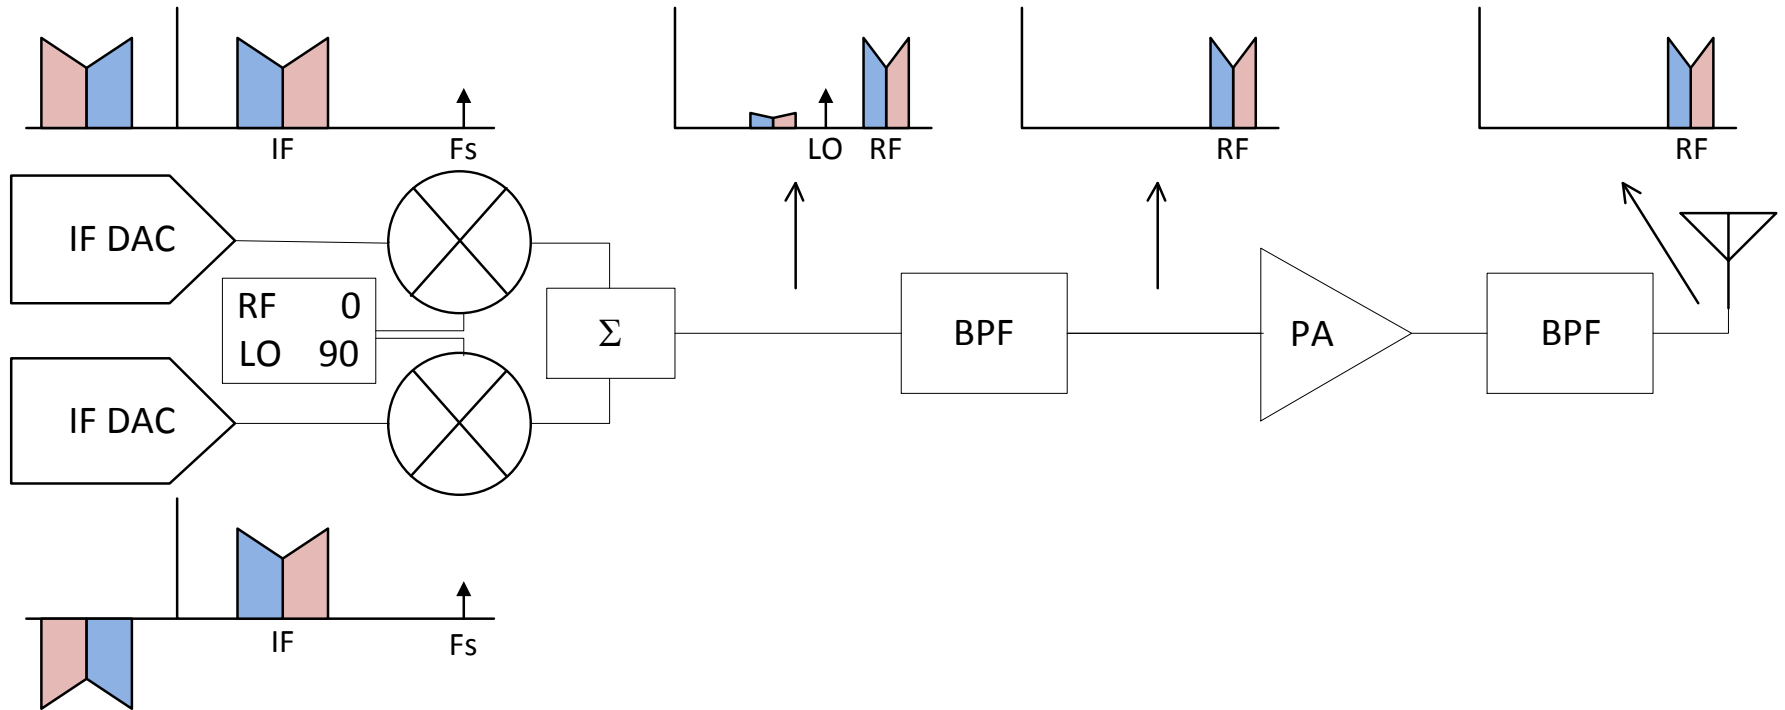 IF
Fs
LO
RF
RF
RF
IF DAC
RF 0
LO 90
IF DAC
Σ
BPF
PA
BPF
IF
Fs